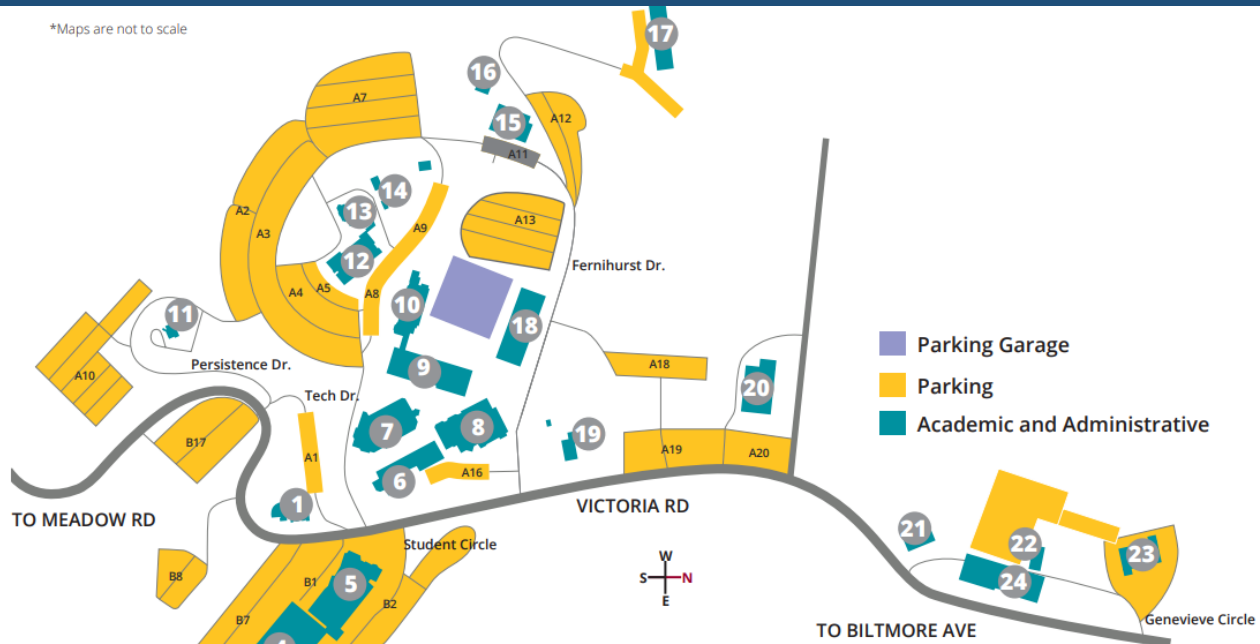 *Maps are not to scale
17
16
A7
15
A12
A11
14
A2
13
A13
A3
A9
12
Fernihurst Dr.
A4
A5
A8
10
11
18
Parking Garage
A18
Persistence Dr.
9
A10
20
Parking
Tech Dr.
Academic and Administrative
7
8
19
B17
A1
A19
A20
6
A16
1
VICTORIA RD
TO MEADOW RD
21
Student Circle
22
W
23
S
N
B8
B1
5
24
E
B2
B7
Genevieve Circle
TO BILTMORE AVE